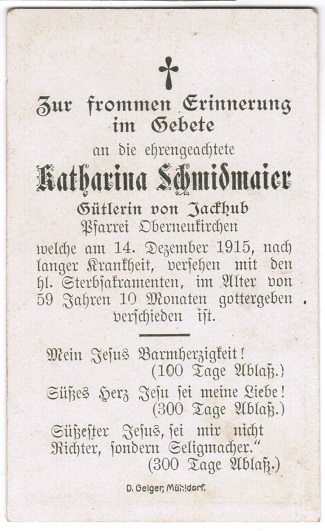 Zur frommen Erinnerung
im Gebete
an die ehrengeachtete
Katharina Schmidmaier
Gütlerin von Jackhub
Pfarrei Oberneukirchen
welche am 14. Dezember 1915, nach
langer Krankheit, versehen mit den
hl. Sterbsakramenten, im Alter von
59 Jahren 10 Monaten gottergeben
verschieden ist.
Mein Jesus Barmherzigkeit!
(100 Tage Ablaß.)
Süßes Herz Jesu sei meine Liebe!
(300 Tage Ablaß.)
Süßester Jesus, sei mir nicht
Richter, sondern Seligmacher."
(300 Tage Ablaß.)
D. Geiger, Mühldorf.